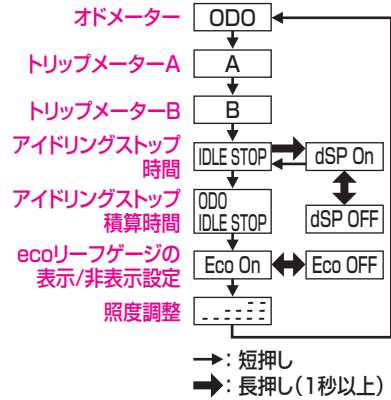 オドメーター ODO
トリップメーターA A
トリップメーターB B
アイドリングストップ
時間 IDLE STOP dSP On
dSP OFF
アイドリングストップ
積算時間 ODO
IDLE STOP
ecoリーフゲージの
表示/非表示設定 Eco On Eco OFF
照度調整
→：短押し
➡：長押し(1秒以上)